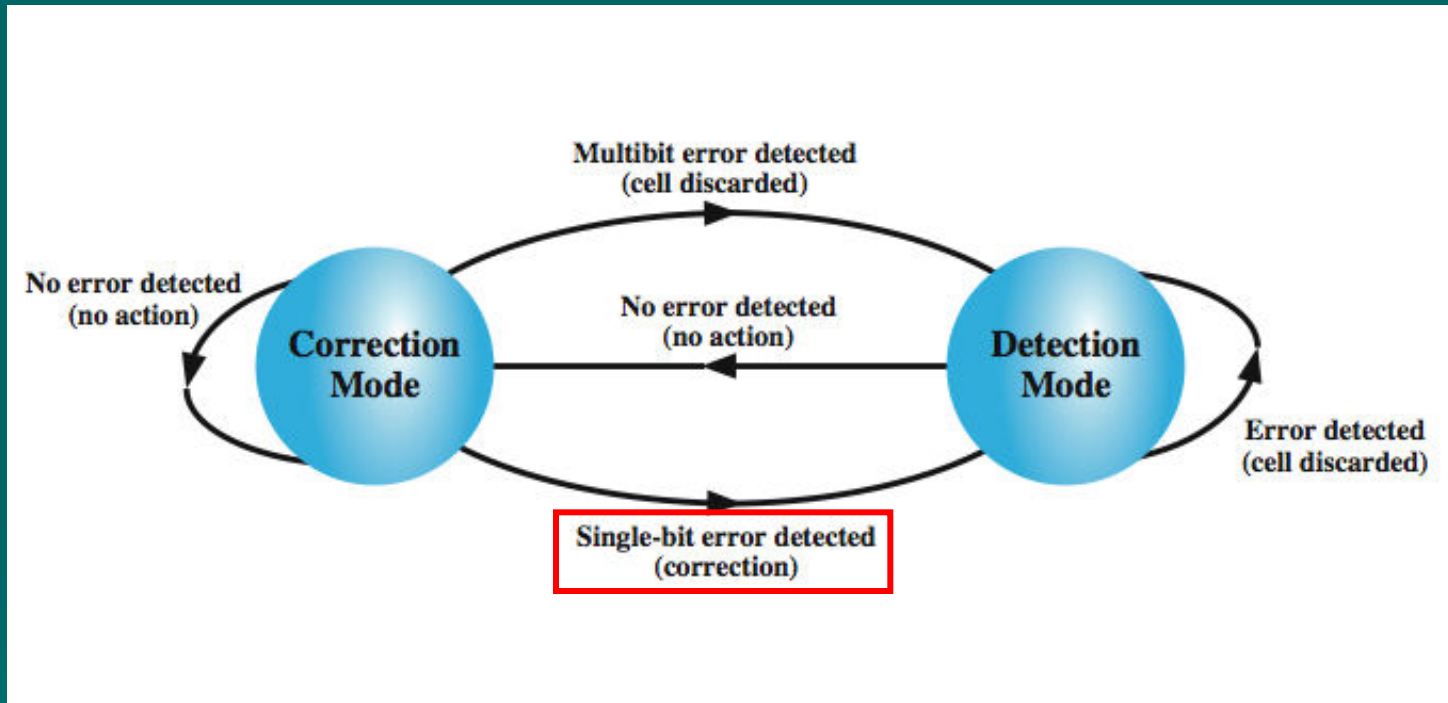 Multibit error detected
(cell discarded)
No error detected
(no action)
No error detected
(no action)
Correction
Mode
Detection
Mode
Error detected
(cell discarded)
Single-bit error detected
(correction)